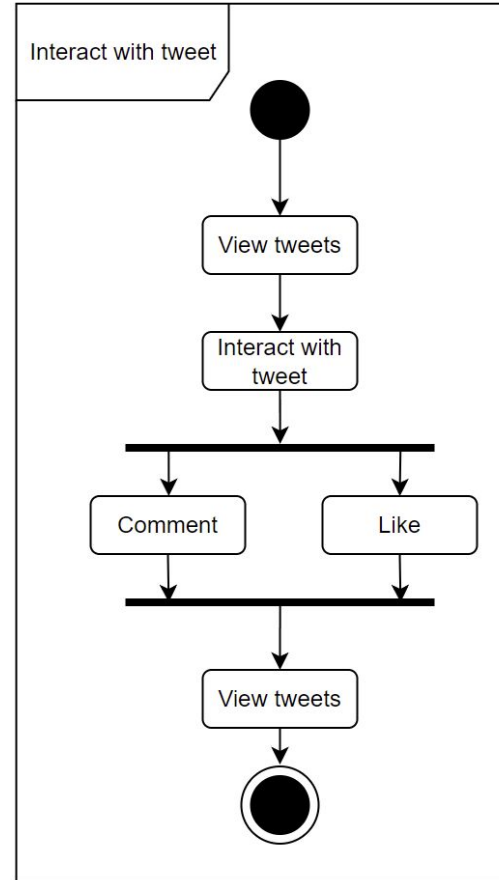 Interact with tweet
View tweets
Interact with
tweet
Comment
Like
View tweets